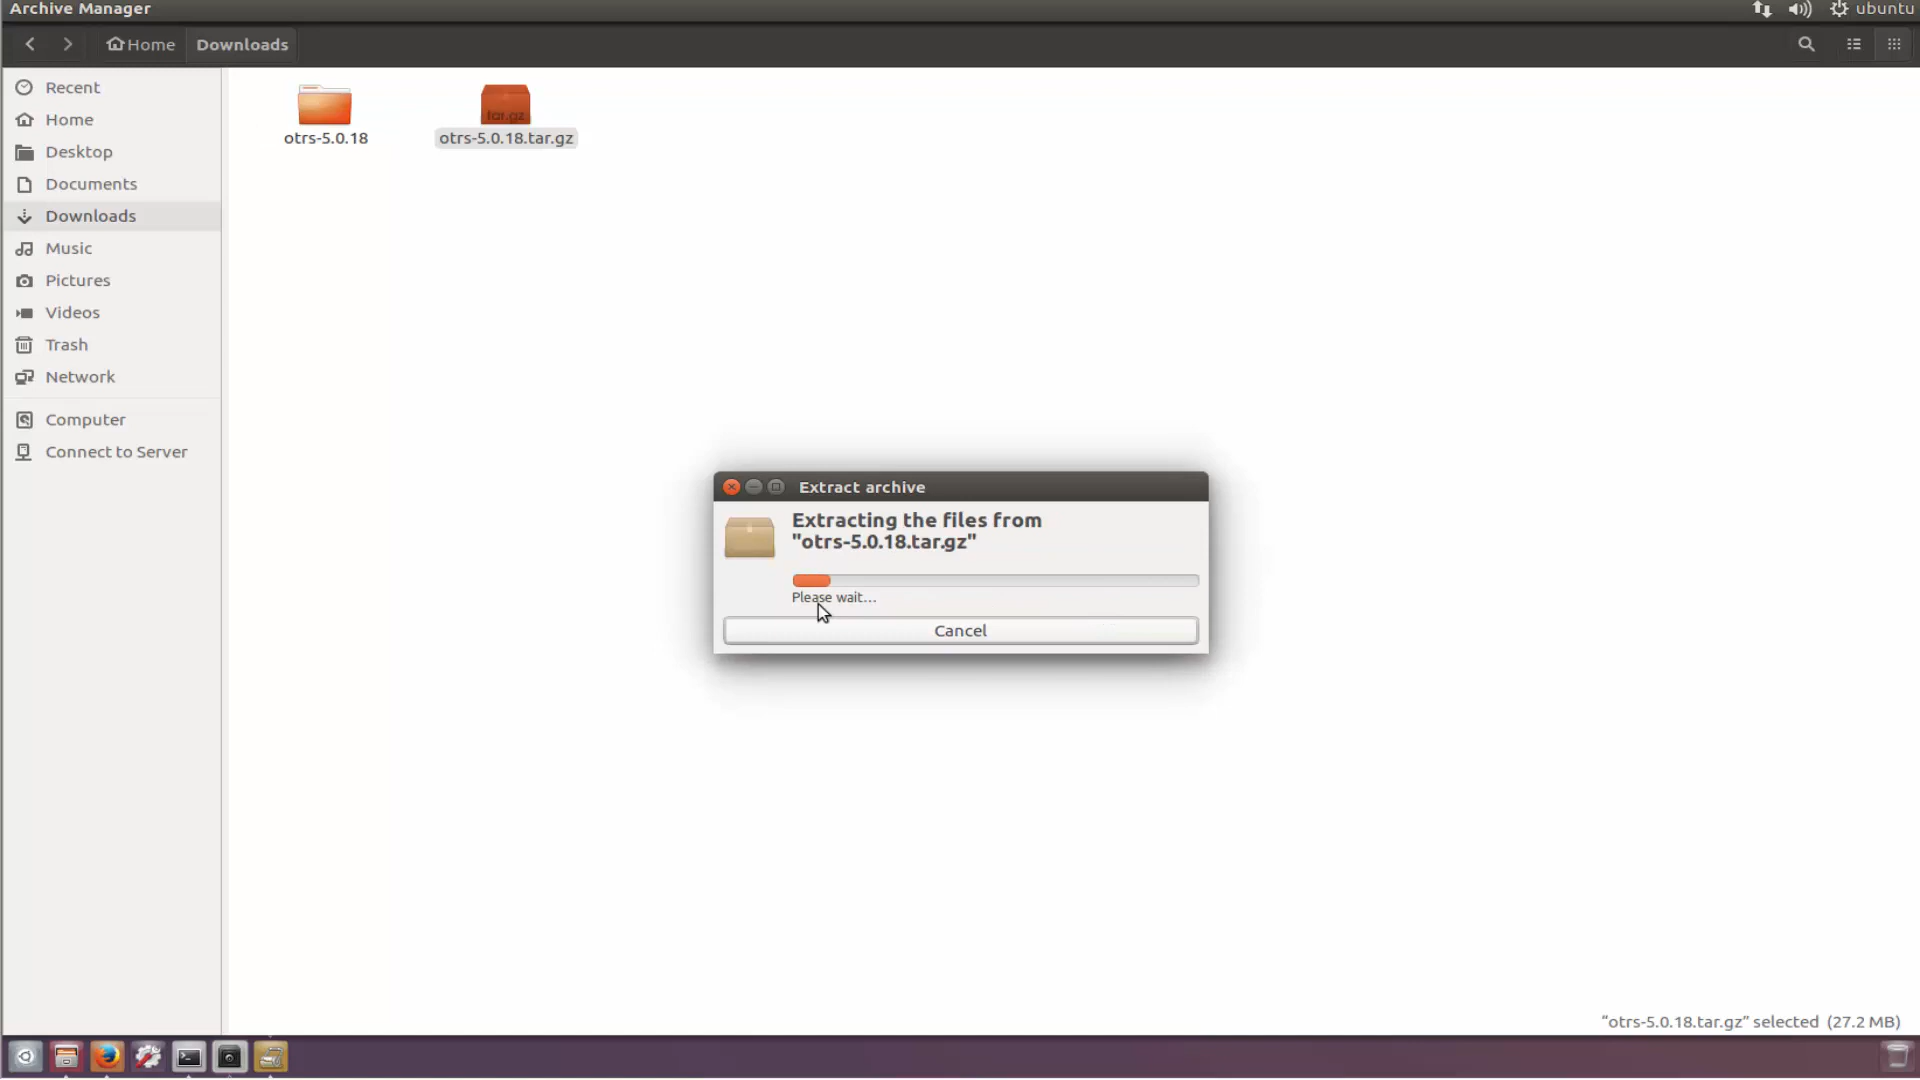 Archive Manager
ubuntu
Home
Downloads
Recent
Home
Desktop
Documents
Downloads
Music
Pictures
Videos
Trash
Network
Computer
Connect to Server
tar.gz
otrs-5.0.18
otrs-5.0.18.tar.gz
Extract archive
Extracting the files from
"otrs-5.0.18.tar.gz"
Please wait…
Cancel
“otrs-5.0.18.tar.gz” selected (27.2 MB)